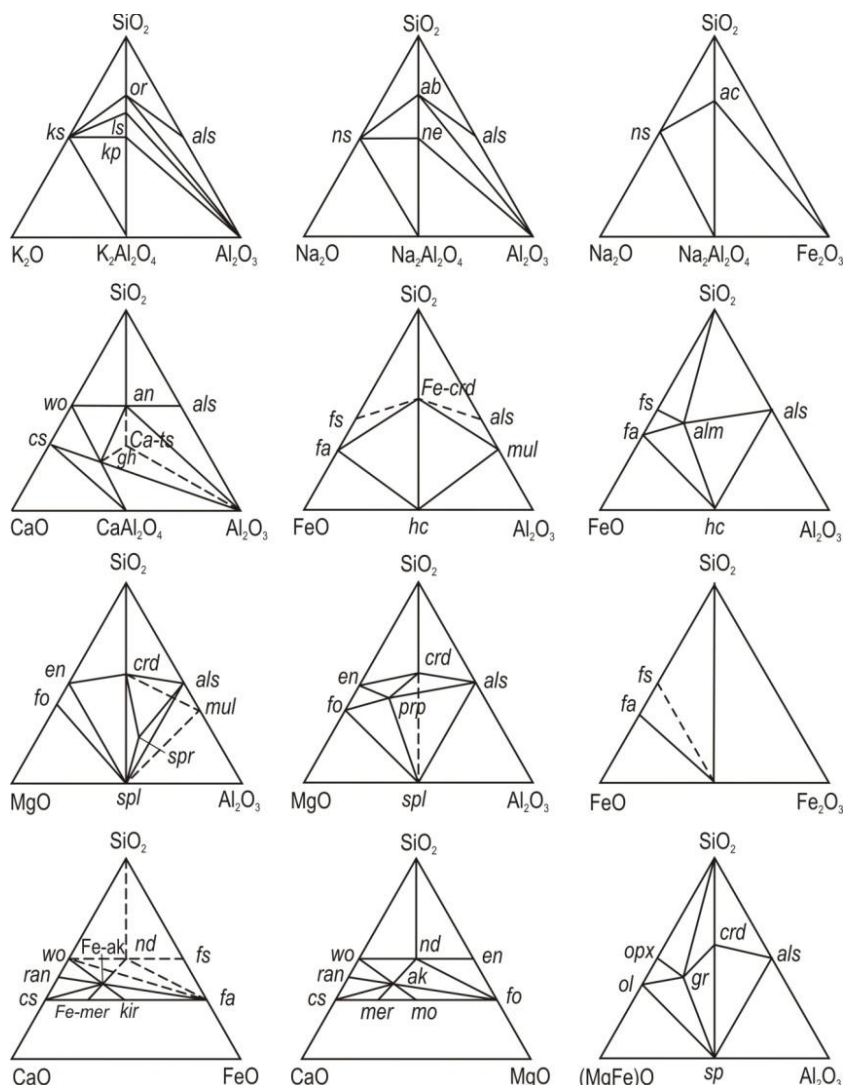 SiO₂ SiO₂ SiO₂
or ab ac
ks ls als ns ne als ns
kp
K₂O K₂Al₂O₄ Al₂O₃ Na₂O Na₂Al₂O₄ Al₂O₃ Na₂O Na₂Al₂O₄ Fe₂O₃
SiO₂ SiO₂ SiO₂
wo an als Fe-crd
cs Ca-ts fs als fs als
gh fa mul fa alm
CaO CaAl₂O₄ Al₂O₃ FeO hc Al₂O₃ FeO hc Al₂O₃
SiO₂ SiO₂ SiO₂
en crd als en crd als fs
fo mul fo prp fa
spr
MgO spl Al₂O₃ MgO spl Al₂O₃ FeO Fe₂O₃
SiO₂ SiO₂ SiO₂
wo Fe-ak nd fs wo nd en opx crd als
ran ran ak ol gr
cs fa cs fo
Fe-mer kir mer mo
CaO FeO CaO MgO (MgFe)O sp Al₂O₃